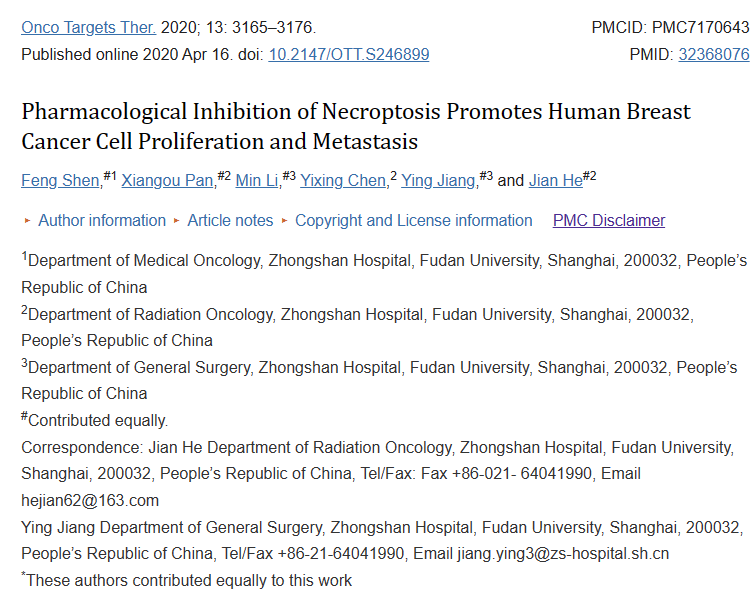 Onco Targets Ther. 2020; 13: 3165–3176.
PMCID: PMC7170643
Published online 2020 Apr 16. doi: 10.2147/OTT.S246899
PMID: 32368076
Pharmacological Inhibition of Necroptosis Promotes Human Breast
Cancer Cell Proliferation and Metastasis
Feng Shen,#1 Xiangou Pan,#2 Min Li,#3 Yixing Chen,2 Ying Jiang,#3 and Jian He#2
▸ Author information ▸ Article notes ▸ Copyright and License information PMC Disclaimer
1Department of Medical Oncology, Zhongshan Hospital, Fudan University, Shanghai, 200032, People’s
Republic of China
2Department of Radiation Oncology, Zhongshan Hospital, Fudan University, Shanghai, 200032,
People’s Republic of China
3Department of General Surgery, Zhongshan Hospital, Fudan University, Shanghai, 200032, People’s
Republic of China
#Contributed equally.
Correspondence: Jian He Department of Radiation Oncology, Zhongshan Hospital, Fudan University,
Shanghai, 200032, People’s Republic of China, Tel/Fax: Fax +86-021- 64041990, Email
hejian62@163.com
Ying Jiang Department of General Surgery, Zhongshan Hospital, Fudan University, Shanghai, 200032,
People’s Republic of China, Tel/Fax +86-21-64041990, Email jiang.ying3@zs-hospital.sh.cn
*These authors contributed equally to this work